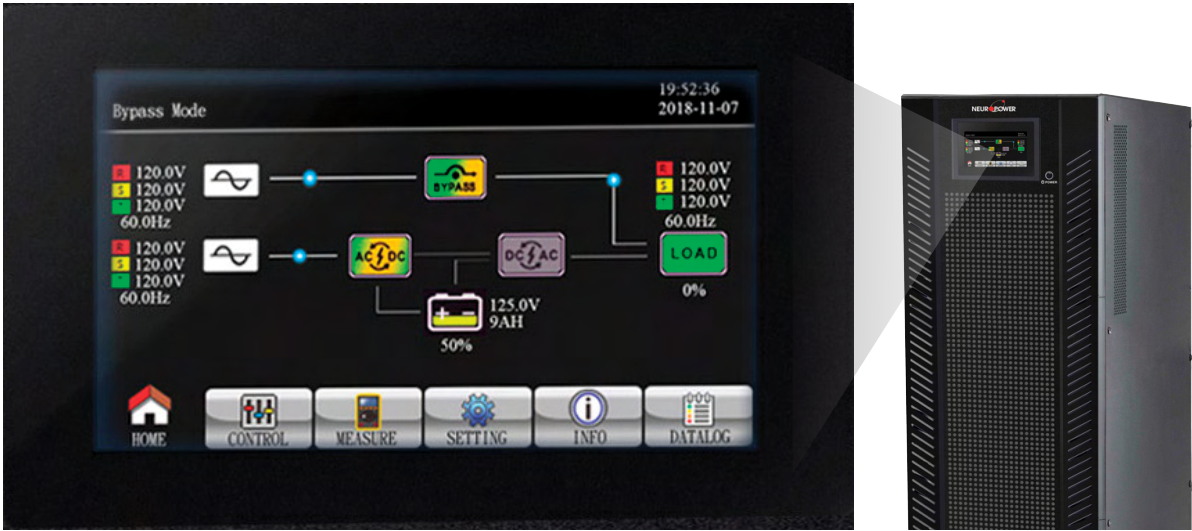 19:52:36
Bypass Mode
2018-11-07
R 120.0V
S 120.0V
120.0V
60.0Hz
BYPASS
R 120.0V
S 120.0V
120.0V
60.0Hz
R 120.0V
S 120.0V
120.0V
60.0Hz
AC DC
DC AC
LOAD
0%
+ −
125.0V
9AH
50%
HOME
CONTROL
MEASURE
SETTING
i
INFO
DATALOG
NEUROPOWER
POWER